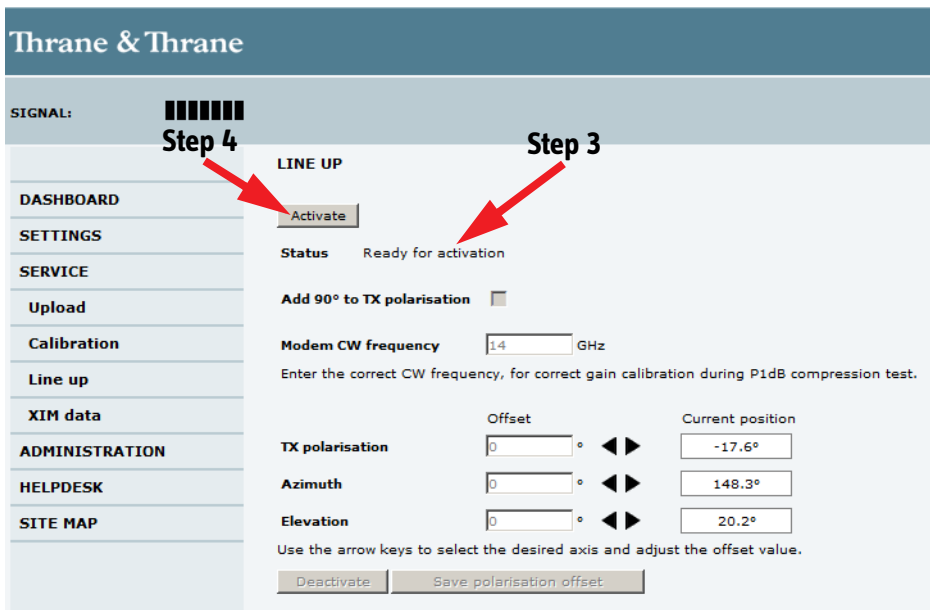 Thrane & Thrane
SIGNAL:
Step 4
Step 3
LINE UP
DASHBOARD
Activate
SETTINGS
Status Ready for activation
SERVICE
Add 90° to TX polarisation
Upload
Calibration
Modem CW frequency 14 GHz
Line up
Enter the correct CW frequency, for correct gain calibration during P1dB compression test.
XIM data
Offset Current position
ADMINISTRATION
TX polarisation 0 ° -17.6°
HELPDESK
Azimuth 0 ° 148.3°
SITE MAP
Elevation 0 ° 20.2°
Use the arrow keys to select the desired axis and adjust the offset value.
Deactivate Save polarisation offset